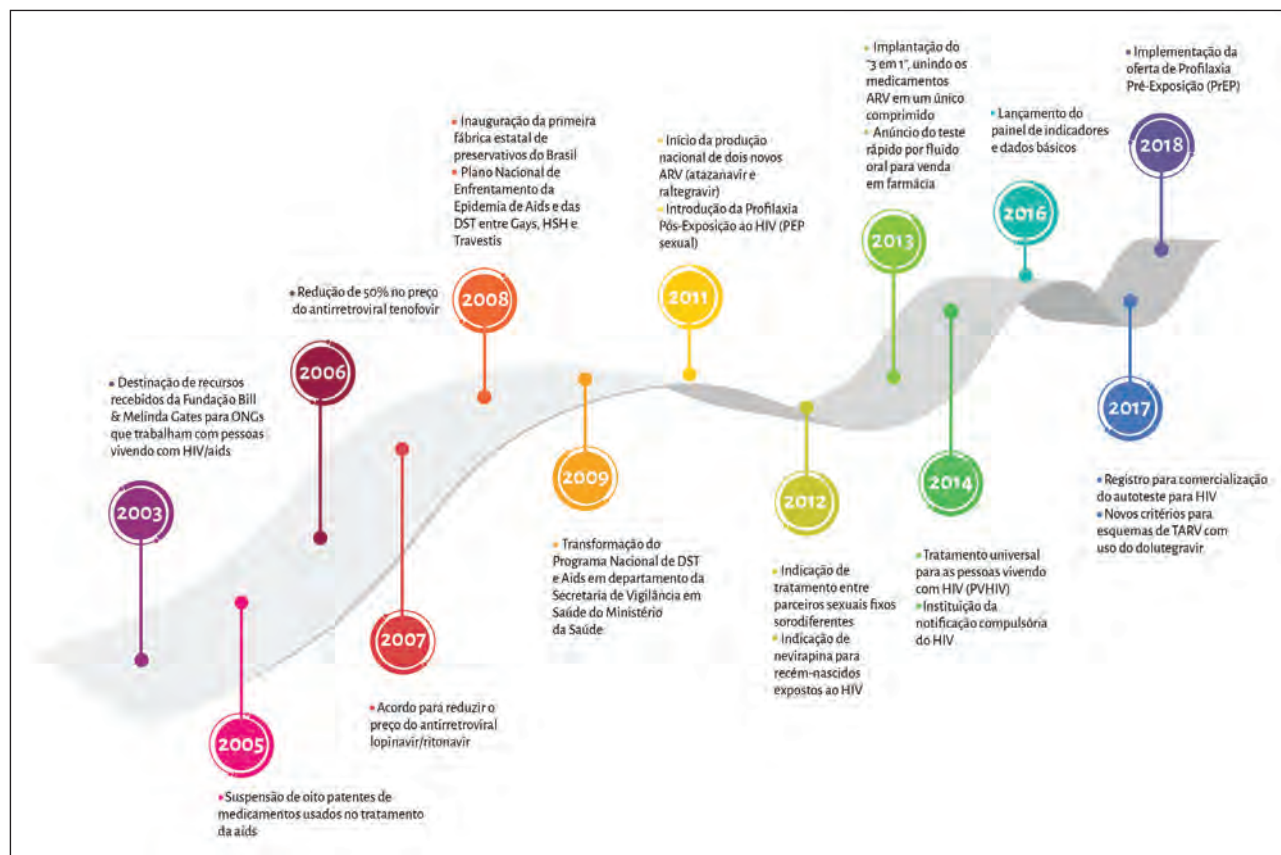 2003
• Destinação de recursos
recebidos da Fundação Bill
& Melinda Gates para ONGs
que trabalham com pessoas
vivendo com HIV/aids
2005
• Suspensão de oito patentes de
medicamentos usados no tratamento
da aids
2006
• Redução de 50% no preço
do antirretroviral tenofovir
2007
• Acordo para reduzir o
preço do antirretroviral
lopinavir/ritonavir
2008
• Inauguração da primeira
fábrica estatal de
preservativos do Brasil
• Plano Nacional de
Enfrentamento da
Epidemia de Aids e das
DST entre Gays, HSH e
Travestis
2009
• Transformação do
Programa Nacional de DST
e Aids em departamento da
Secretaria de Vigilância em
Saúde do Ministério
da Saúde
2011
• Início da produção
nacional de dois novos
ARV (atazanavir e
raltegravir)
• Introdução da Profilaxia
Pós-Exposição ao HIV (PEP
sexual)
2012
• Indicação de
tratamento entre
parceiros sexuais fixos
sorodiferentes
• Indicação de
nevirapina para
recém-nascidos
expostos ao HIV
2013
• Implantação do
"3 em 1", unindo os
medicamentos
ARV em um único
comprimido
• Anúncio do teste
rápido por fluido
oral para venda
em farmácia
2014
• Tratamento universal
para as pessoas vivendo
com HIV (PVHIV)
• Instituição da
notificação compulsória
do HIV
2016
• Lançamento do
painel de indicadores
e dados básicos
2017
• Registro para comercialização
do autoteste para HIV
• Novos critérios para
esquemas de TARV com
uso do dolutegravir
2018
• Implementação da
oferta de Profilaxia
Pré-Exposição (PrEP)